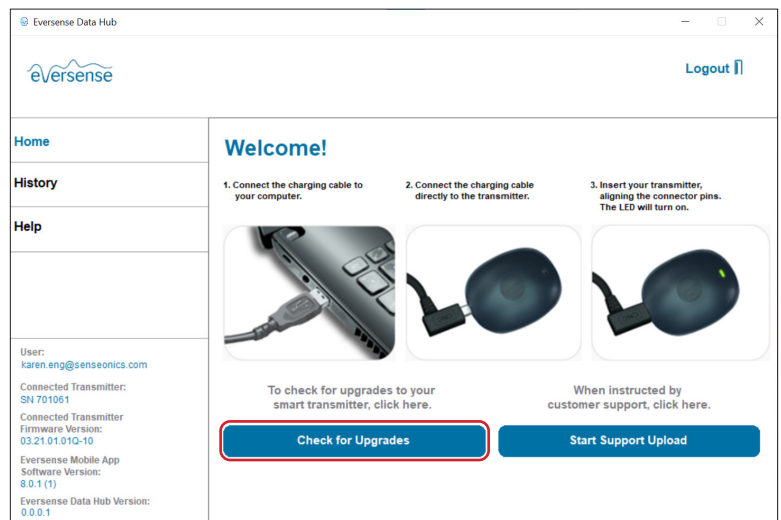 Eversense Data Hub
eversense
Logout
Home
History
Help
User:
karen.eng@senseonics.com
Connected Transmitter:
SN 701061
Connected Transmitter
Firmware Version:
03.21.01.01Q-10
Eversense Mobile App
Software Version:
8.0.1 (1)
Eversense Data Hub Version:
0.0.0.1
Welcome!
1. Connect the charging cable to
your computer.
2. Connect the charging cable
directly to the transmitter.
3. Insert your transmitter,
aligning the connector pins.
The LED will turn on.
To check for upgrades to your
smart transmitter, click here.
Check for Upgrades
When instructed by
customer support, click here.
Start Support Upload